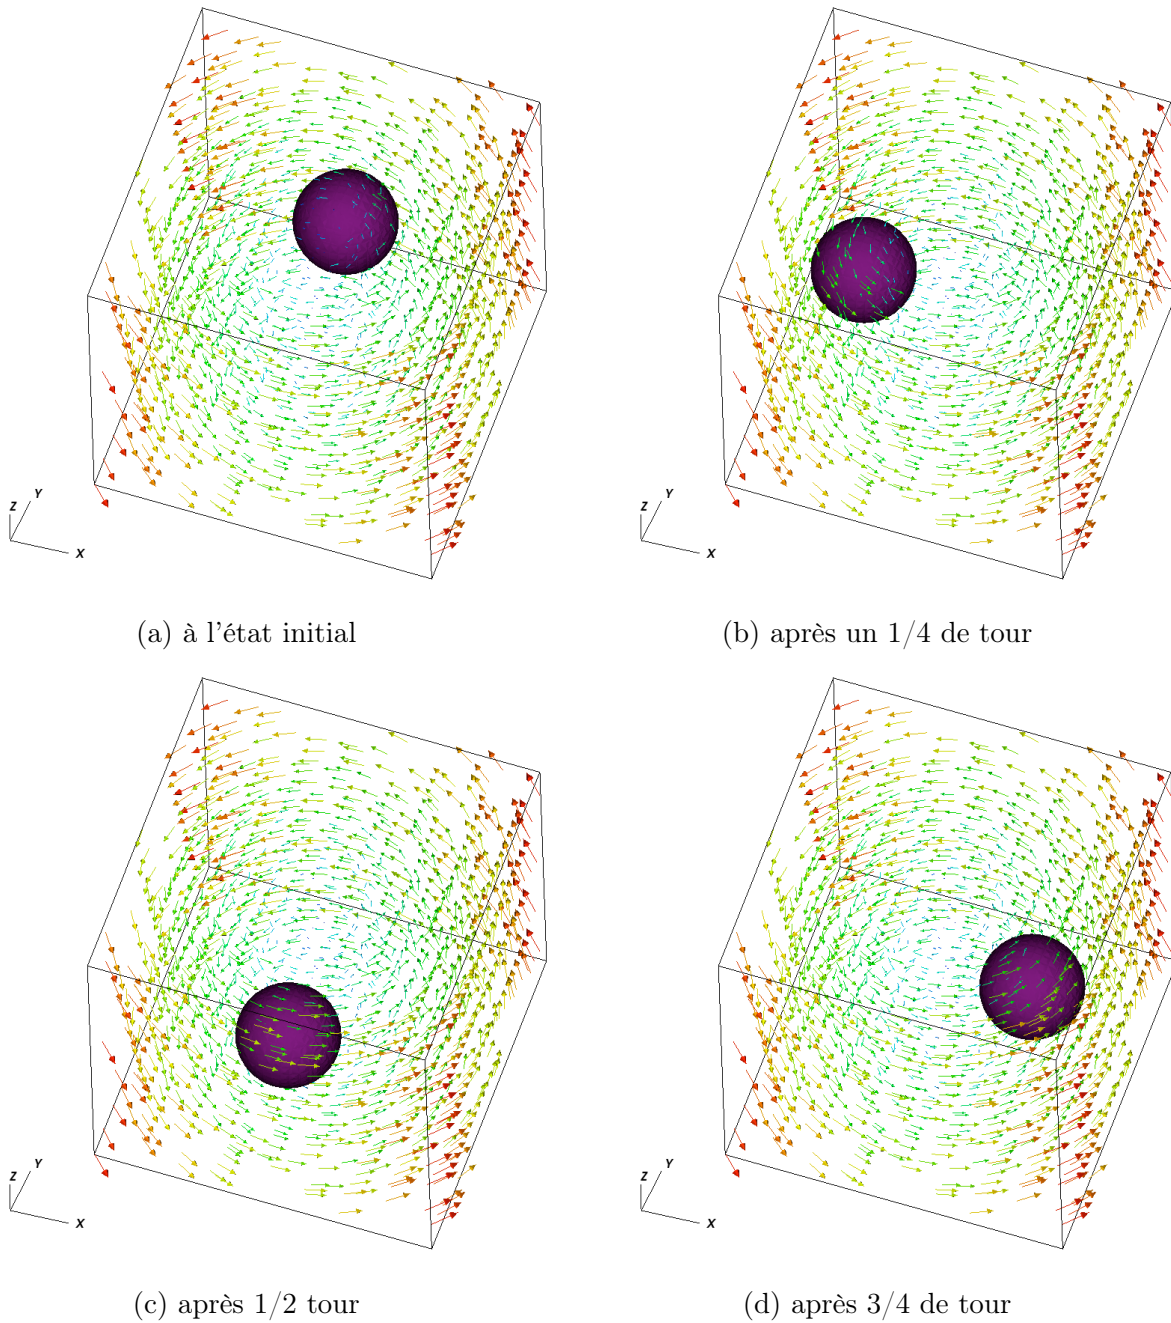 Z Y
X
Z Y
X
(a) à l'état initial
(b) après un 1/4 de tour
Z Y
X
Z Y
X
(c) après 1/2 tour
(d) après 3/4 de tour